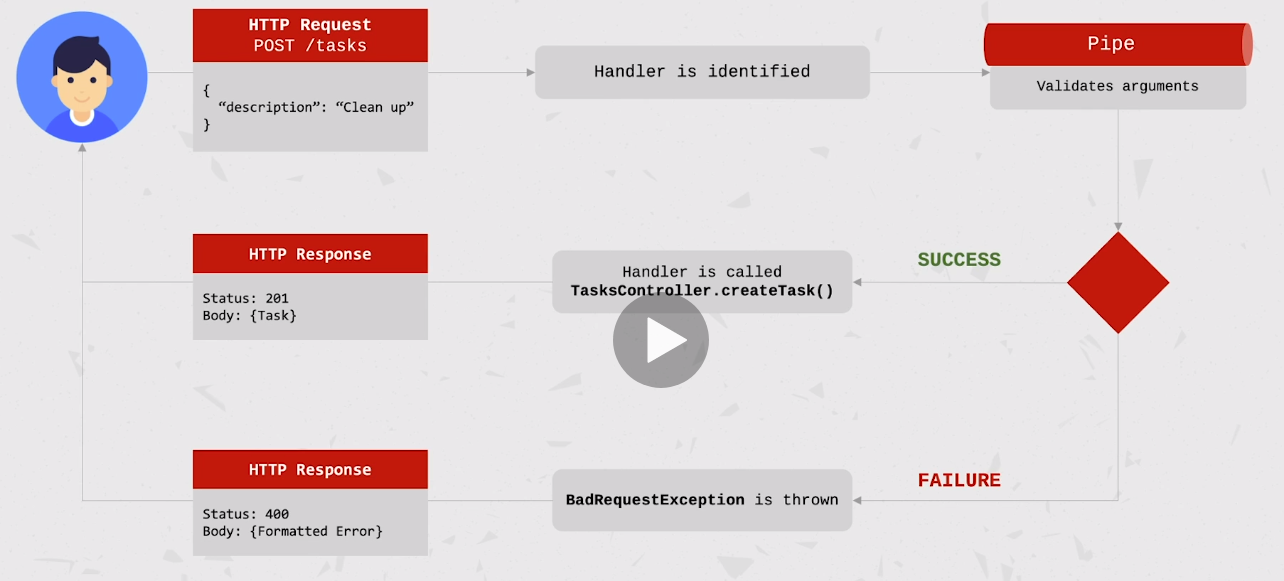 HTTP Request
POST /tasks
{
“description”: “Clean up”
}
Handler is identified
Pipe
Validates arguments
HTTP Response
Status: 201
Body: {Task}
Handler is called
TasksController.createTask()
SUCCESS
HTTP Response
Status: 400
Body: {Formatted Error}
BadRequestException is thrown
FAILURE